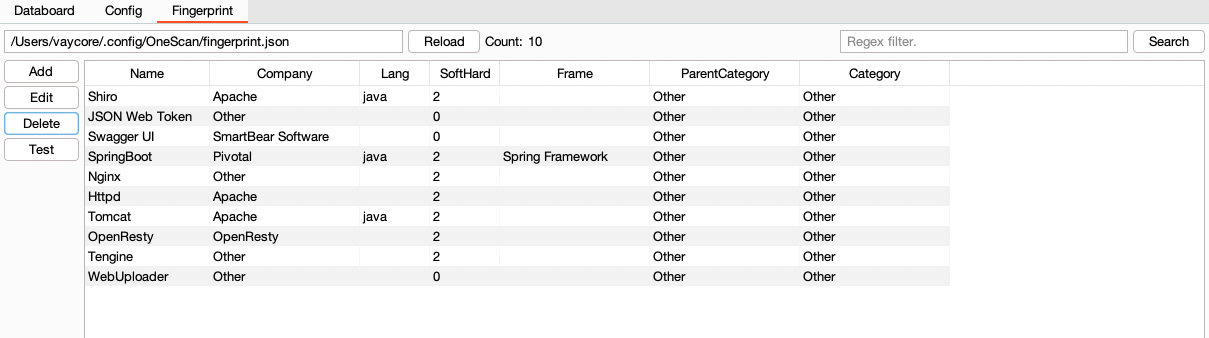 Databoard Config Fingerprint
/Users/vaycore/.config/OneScan/fingerprint.json Reload Count: 10 Regex filter. Search
Add Name Company Lang SoftHard Frame ParentCategory Category
Edit Shiro Apache java 2 Other Other
Delete JSON Web Token Other 0 Other Other
Swagger UI SmartBear Software 0 Other Other
Test SpringBoot Pivotal java 2 Spring Framework Other Other
Nginx Other 2 Other Other
Httpd Apache 2 Other Other
Tomcat Apache java 2 Other Other
OpenResty OpenResty 2 Other Other
Tengine Other 2 Other Other
WebUploader Other 0 Other Other